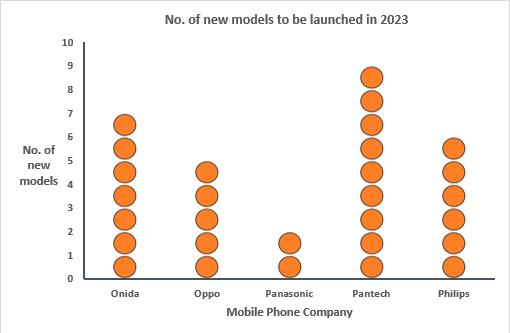 No. of new models to be launched in 2023
10
9
8
7
6
5
4
3
2
1
0
No. of
new
models
Onida Oppo Panasonic Pantech Philips
Mobile Phone Company